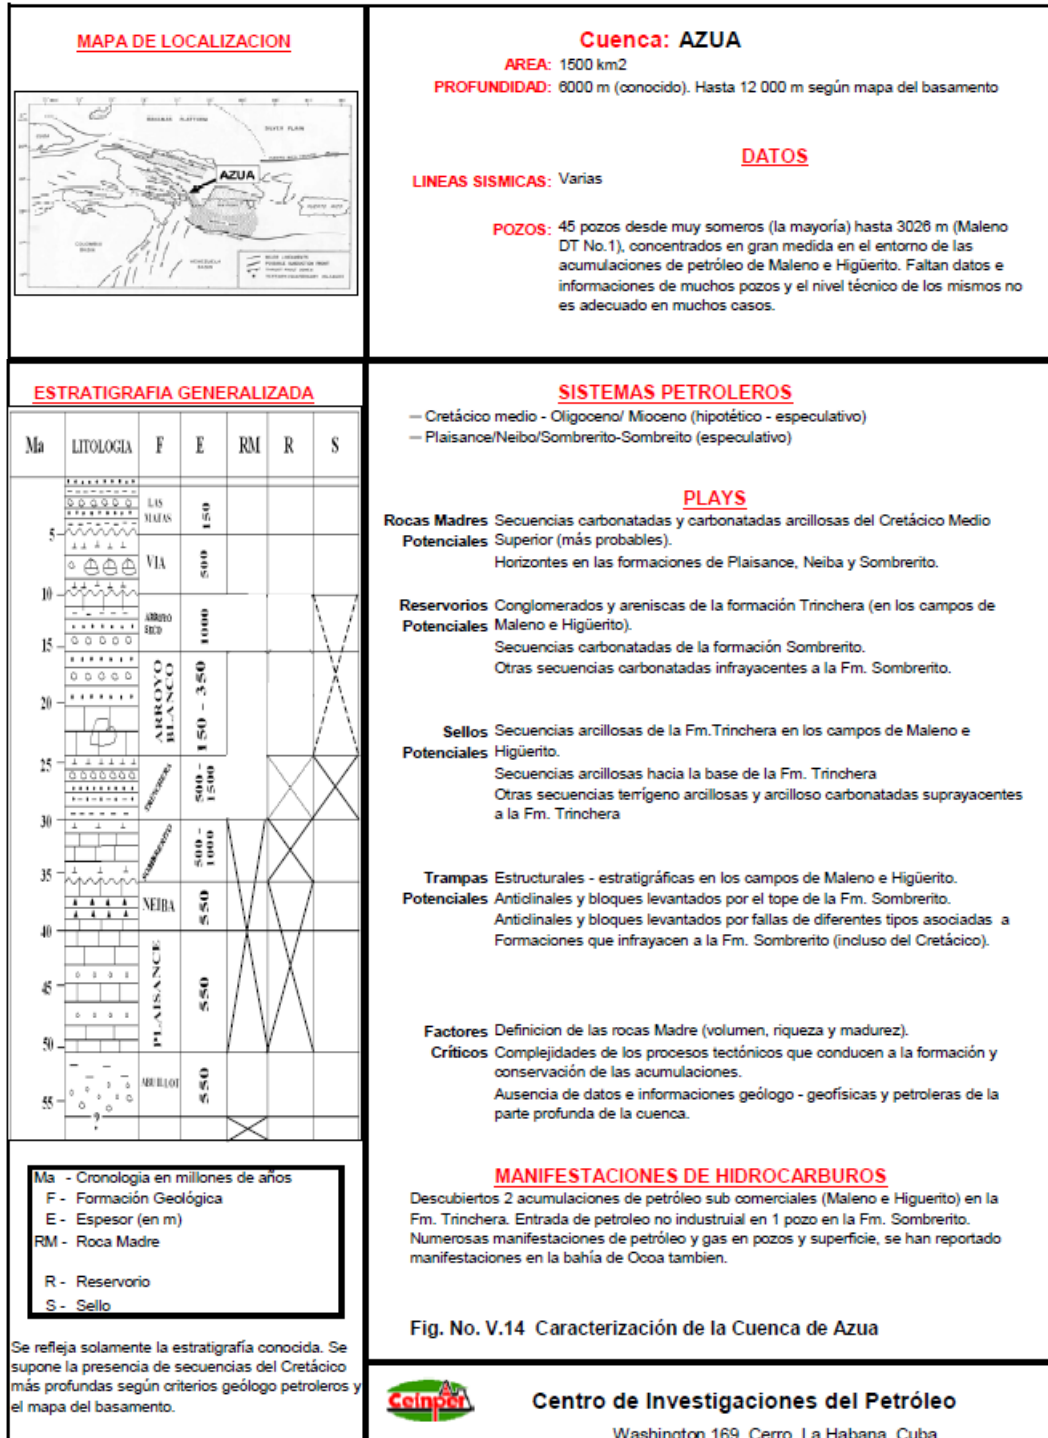 MAPA DE LOCALIZACION
BAHAMAS PLATFORM
SILVER PLAIN
AZUA
PUERTO RICO
COLOMBIA
BASIN
VENEZUELA
BASIN
Cuenca: AZUA
AREA: 1500 km2
PROFUNDIDAD: 6000 m (conocido). Hasta 12 000 m según mapa del basamento
DATOS
LINEAS SISMICAS: Varias
POZOS: 45 pozos desde muy someros (la mayoría) hasta 3026 m (Maleno
DT No.1), concentrados en gran medida en el entorno de las
acumulaciones de petróleo de Maleno e Higüerito. Faltan datos e
informaciones de muchos pozos y el nivel técnico de los mismos no
es adecuado en muchos casos.
ESTRATIGRAFIA GENERALIZADA
Ma LITOLOGIA F E RM R S
LAS
MATAS 150
5
VIA 500
10
ARROYO
SECO 1000
15
ARROYO
BLANCO 150 - 350
20
25
TRINCHERA 500 -
1500
30
SOMBRERITO 500 -
1000
35
NEIBA 550
40
PLAISANCE 550
45
50
ABUILLOT 550
55
?
Ma - Cronologia en millones de años
F - Formación Geológica
E - Espesor (en m)
RM - Roca Madre
R - Reservorio
S - Sello
Se refleja solamente la estratigrafía conocida. Se
supone la presencia de secuencias del Cretácico
más profundas según criterios geólogo petroleros y
el mapa del basamento.
SISTEMAS PETROLEROS
— Cretácico medio - Oligoceno/ Mioceno (hipotético - especulativo)
— Plaisance/Neibo/Sombrerito-Sombreito (especulativo)
PLAYS
Rocas Madres Secuencias carbonatadas y carbonatadas arcillosas del Cretácico Medio
Potenciales Superior (más probables).
Horizontes en las formaciones de Plaisance, Neiba y Sombrerito.
Reservorios Conglomerados y areniscas de la formación Trinchera (en los campos de
Potenciales Maleno e Higüerito).
Secuencias carbonatadas de la formación Sombrerito.
Otras secuencias carbonatadas infrayacentes a la Fm. Sombrerito.
Sellos Secuencias arcillosas de la Fm.Trinchera en los campos de Maleno e
Potenciales Higüerito.
Secuencias arcillosas hacia la base de la Fm. Trinchera
Otras secuencias terrígeno arcillosas y arcilloso carbonatadas suprayacentes
a la Fm. Trinchera
Trampas Estructurales - estratigráficas en los campos de Maleno e Higüerito.
Potenciales Anticlinales y bloques levantados por el tope de la Fm. Sombrerito.
Anticlinales y bloques levantados por fallas de diferentes tipos asociadas a
Formaciones que infrayacen a la Fm. Sombrerito (incluso del Cretácico).
Factores Definicion de las rocas Madre (volumen, riqueza y madurez).
Críticos Complejidades de los procesos tectónicos que conducen a la formación y
conservación de las acumulaciones.
Ausencia de datos e informaciones geólogo - geofísicas y petroleras de la
parte profunda de la cuenca.
MANIFESTACIONES DE HIDROCARBUROS
Descubiertos 2 acumulaciones de petróleo sub comerciales (Maleno e Higuerito) en la
Fm. Trinchera. Entrada de petroleo no industruial en 1 pozo en la Fm. Sombrerito.
Numerosas manifestaciones de petróleo y gas en pozos y superficie, se han reportado
manifestaciones en la bahía de Ocoa tambien.
Fig. No. V.14 Caracterización de la Cuenca de Azua
Ceinpet
Centro de Investigaciones del Petróleo
Washington 169, Cerro, La Habana, Cuba